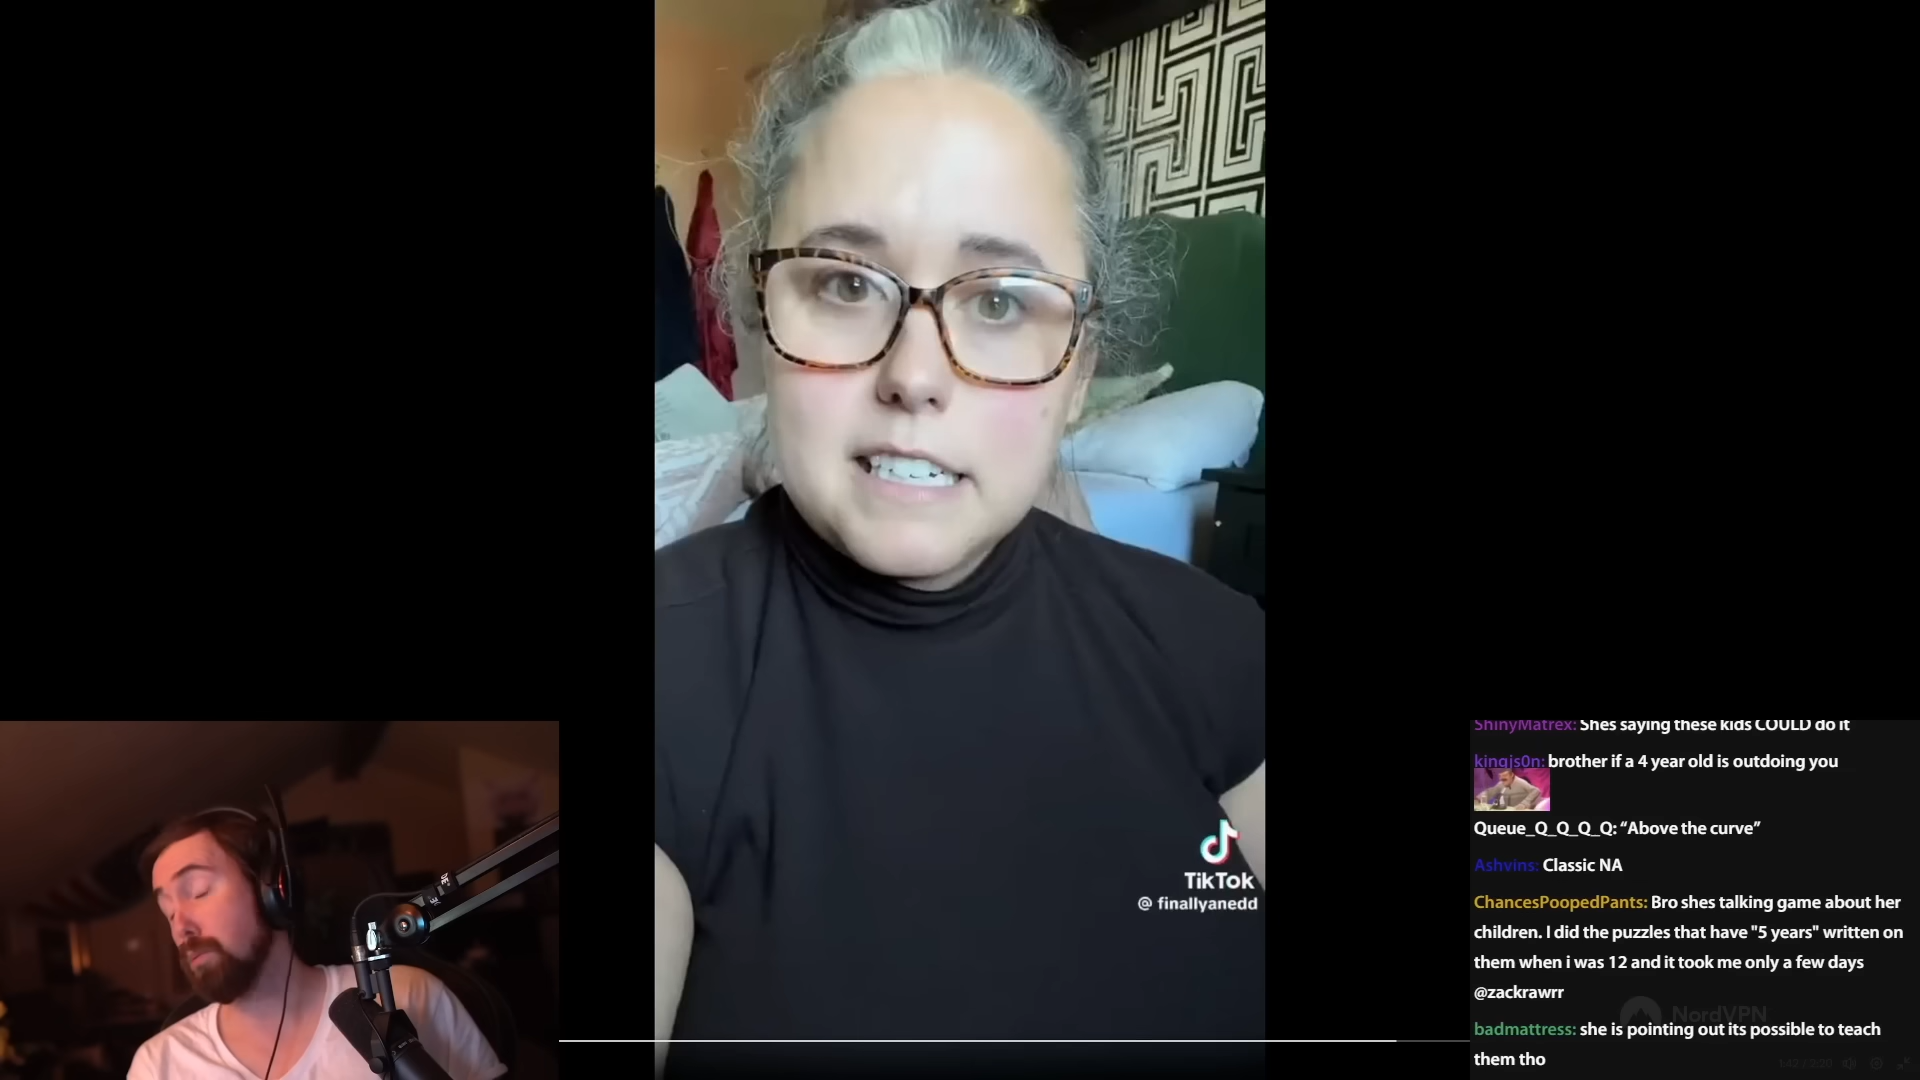 TikTok
@ finallyanedd
ShinyMatrex: Shes saying these kids COULD do it
kingjs0n: brother if a 4 year old is outdoing you
Queue_Q_Q_Q_Q: “Above the curve”
Ashvins: Classic NA
ChancesPoopedPants: Bro shes talking game about her
children. I did the puzzles that have "5 years" written on
them when i was 12 and it took me only a few days
@zackrawrr
NordVPN
badmattress: she is pointing out its possible to teach
them tho